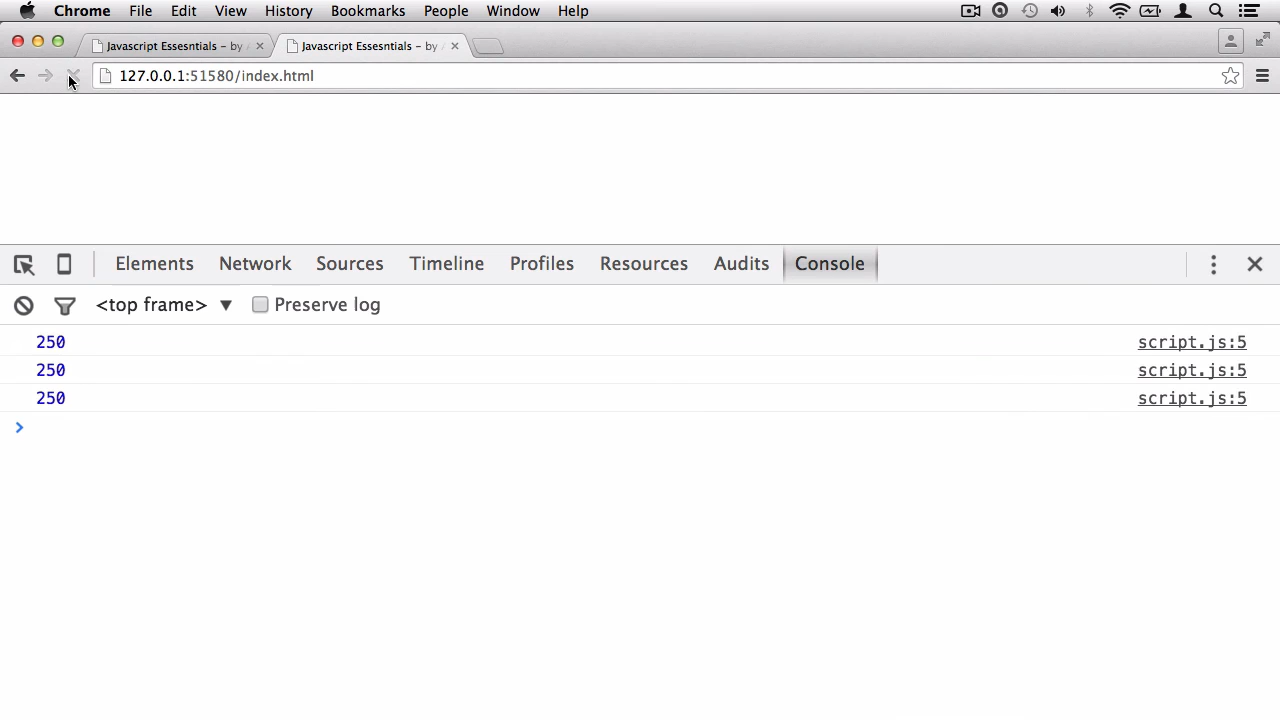 Chrome File Edit View History Bookmarks People Window Help
Javascript Essesntials – by Javascript Essesntials – by
127.0.0.1:51580/index.html
Elements Network Sources Timeline Profiles Resources Audits Console
<top frame> ▼ Preserve log
250 script.js:5
250 script.js:5
250 script.js:5
>